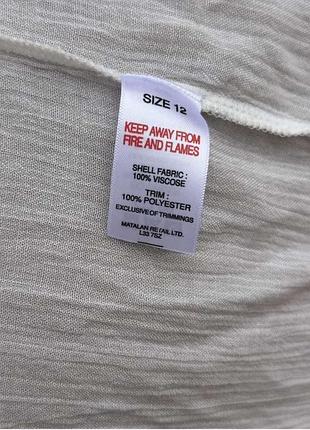 SIZE 12
KEEP AWAY FROM
FIRE AND FLAMES
SHELL FABRIC :
100% VISCOSE
TRIM :
100% POLYESTER
EXCLUSIVE OF TRIMMINGS
MATALAN RETAIL LTD.
L33 7SZ